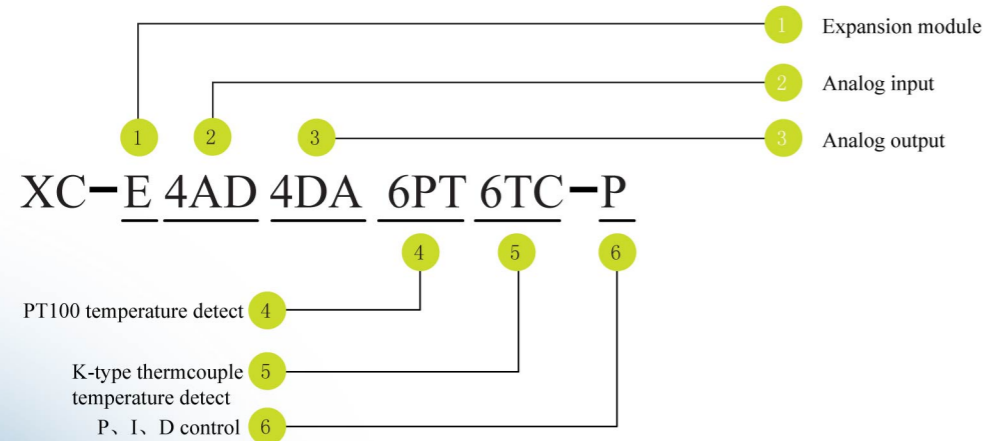 1 Expansion module
2 Analog input
1 2 3 3 Analog output
XC-E 4AD 4DA 6PT 6TC-P
4 5 6
PT100 temperature detect 4
K-type thermcouple 5
temperature detect
P、I、D control 6